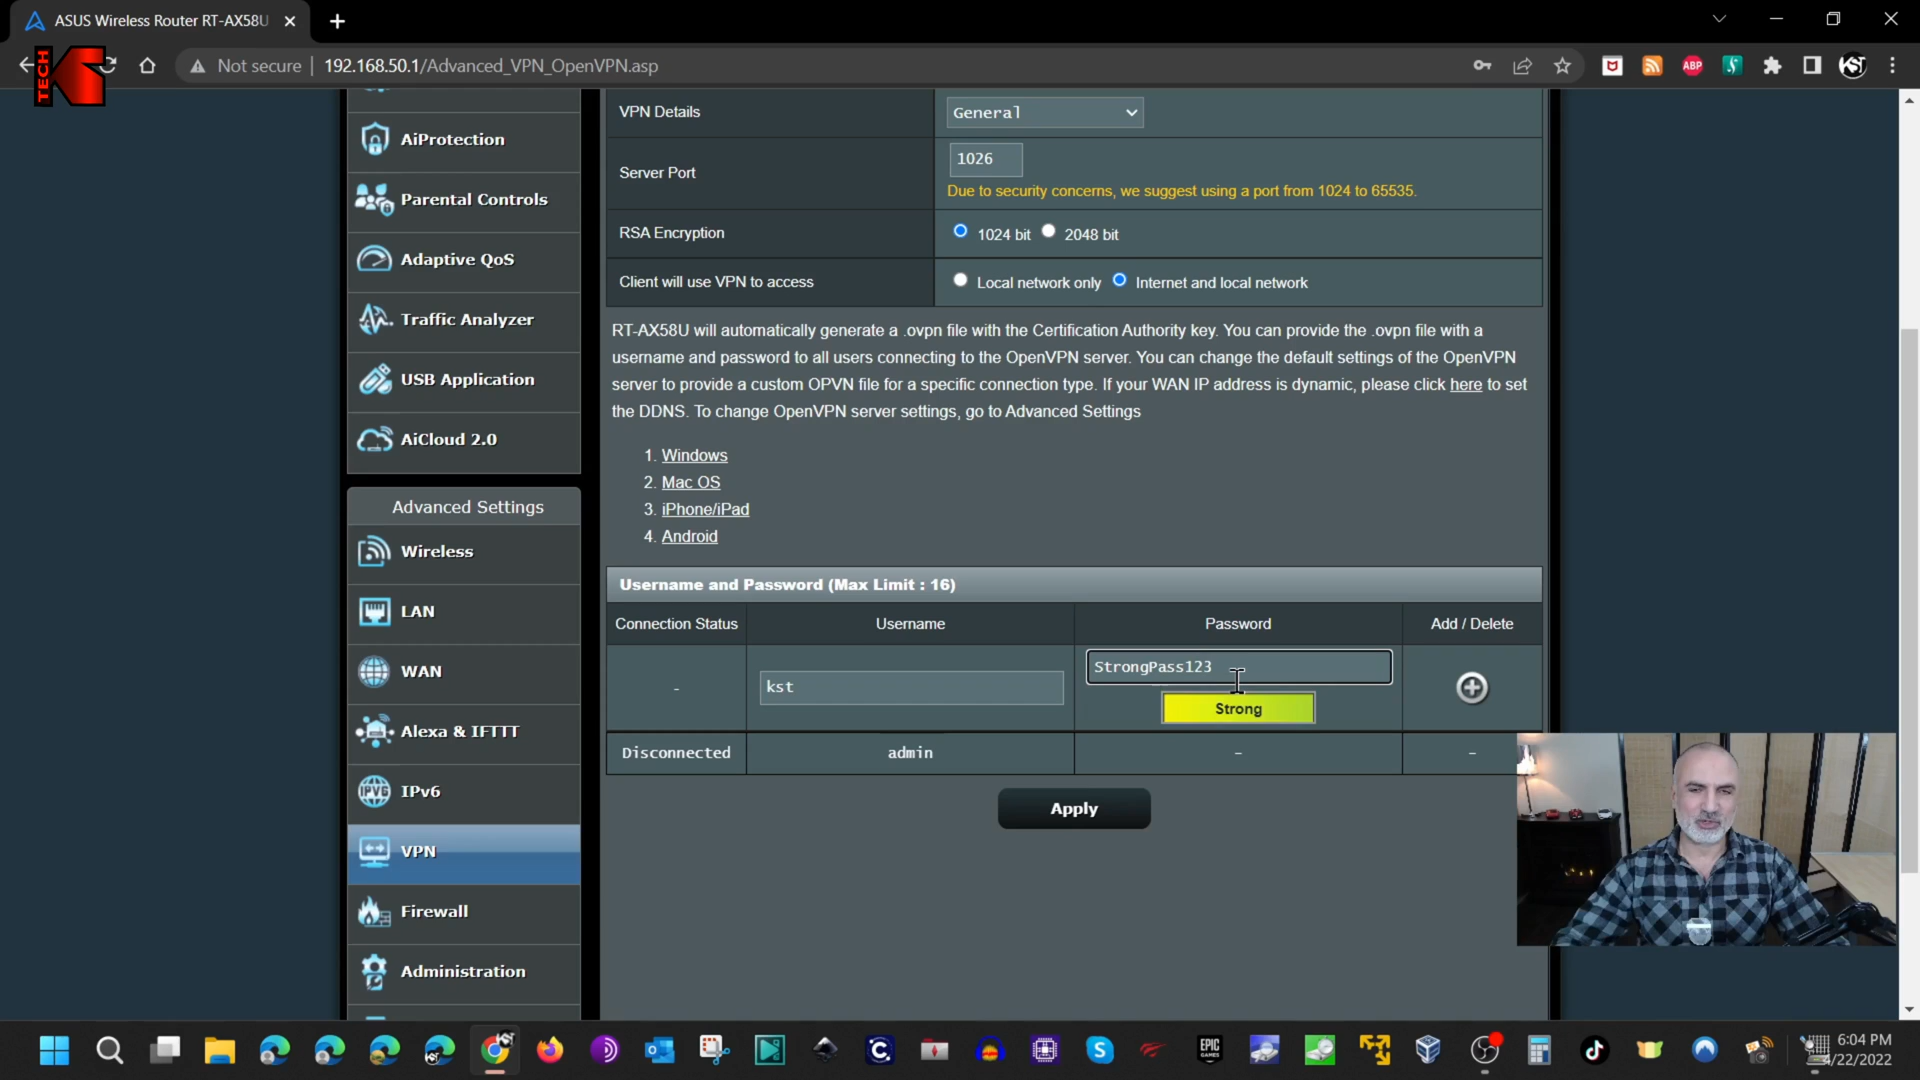 ASUS Wireless Router RT-AX58U
TECH
KST
Not secure
192.168.50.1/Advanced_VPN_OpenVPN.asp
ABP
KST
VPN Details
General
AiProtection
Server Port
1026
Due to security concerns, we suggest using a port from 1024 to 65535.
Parental Controls
RSA Encryption
1024 bit
2048 bit
Adaptive QoS
Client will use VPN to access
Local network only
Internet and local network
Traffic Analyzer
RT-AX58U will automatically generate a .ovpn file with the Certification Authority key. You can provide the .ovpn file with a
username and password to all users connecting to the OpenVPN server. You can change the default settings of the OpenVPN
server to provide a custom OPVN file for a specific connection type. If your WAN IP address is dynamic, please click here to set
the DDNS. To change OpenVPN server settings, go to Advanced Settings
USB Application
AiCloud 2.0
1. Windows
2. Mac OS
3. iPhone/iPad
4. Android
Advanced Settings
Wireless
LAN
WAN
Alexa & IFTTT
IPv6
VPN
Firewall
Administration
Username and Password (Max Limit : 16)
Connection Status
Username
Password
Add / Delete
-
kst
StrongPass123
Strong
Disconnected
admin
-
-
Apply
EPIC
GAMES
6:04 PM
4/22/2022